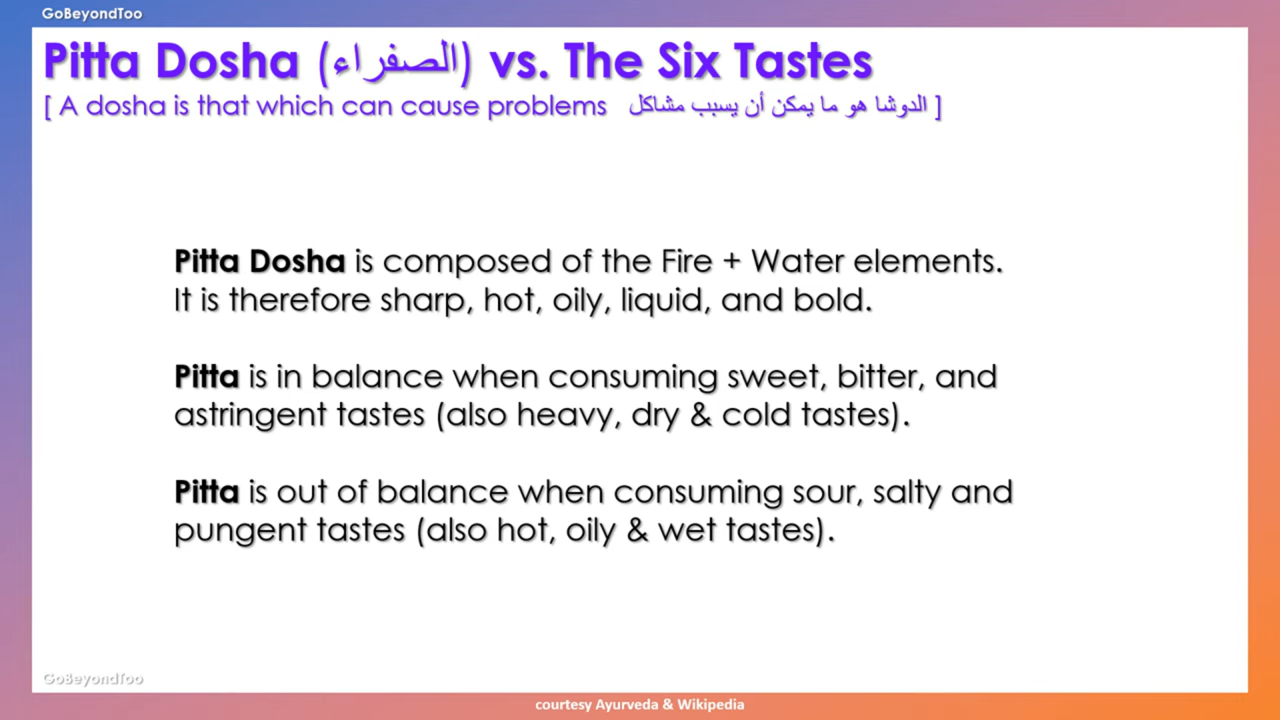 GoBeyondToo
Pitta Dosha (الصفراء) vs. The Six Tastes
[ A dosha is that which can cause problems الدوشا هو ما يمكن أن يسبب مشاكل ]
Pitta Dosha is composed of the Fire + Water elements.
It is therefore sharp, hot, oily, liquid, and bold.
Pitta is in balance when consuming sweet, bitter, and
astringent tastes (also heavy, dry & cold tastes).
Pitta is out of balance when consuming sour, salty and
pungent tastes (also hot, oily & wet tastes).
GoBeyondToo
courtesy Ayurveda & Wikipedia